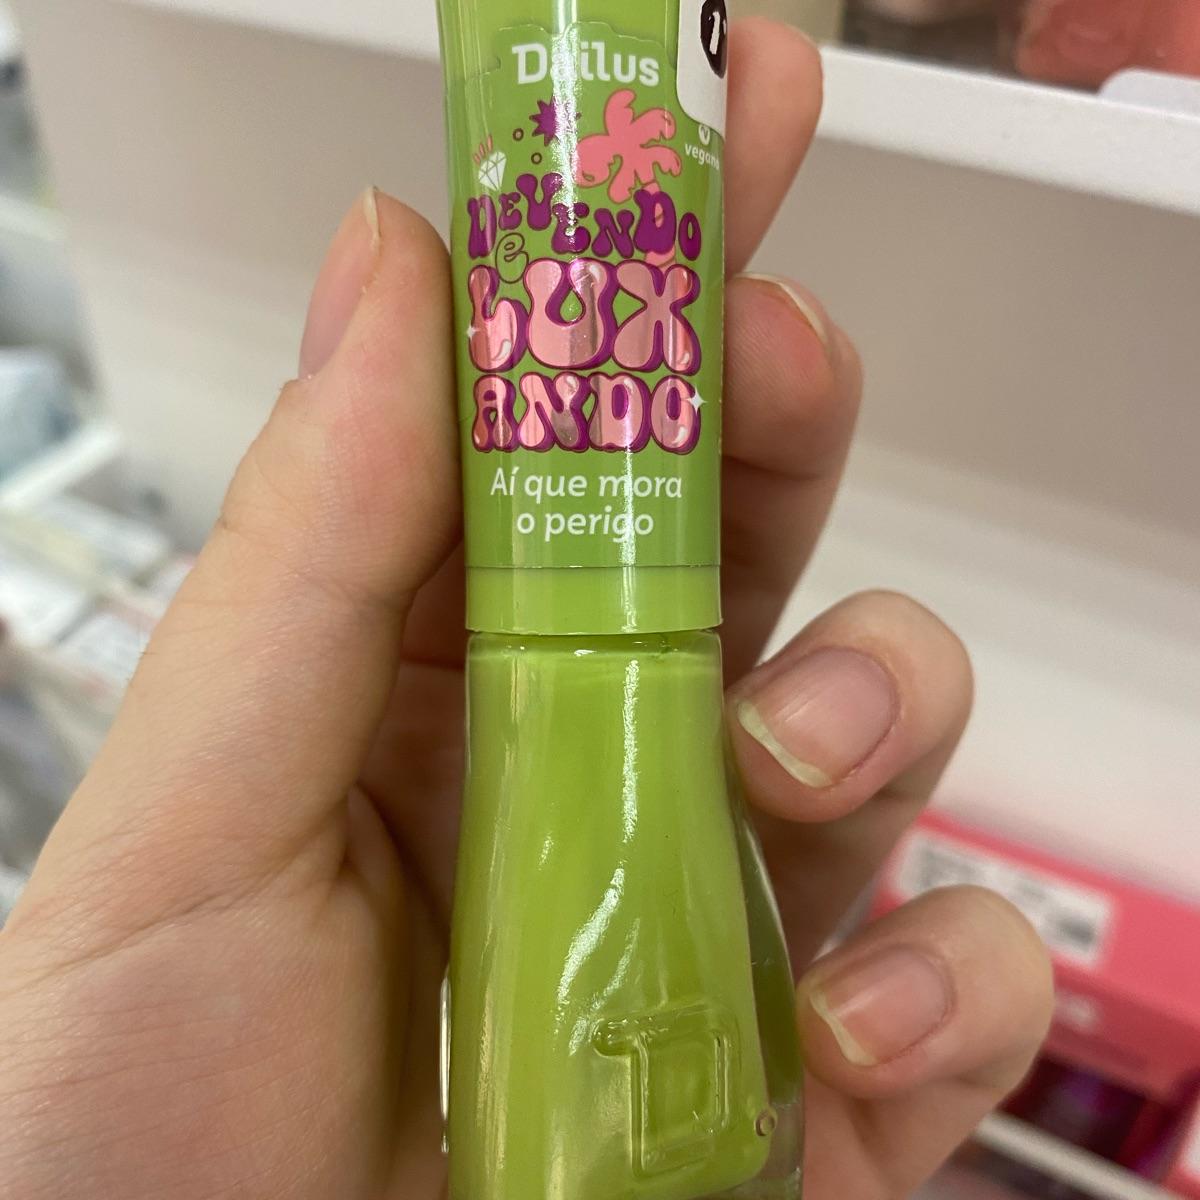 Dailus
vegano
DEVENDO
e
LUX
ANDO
Aí que mora
o perigo
D